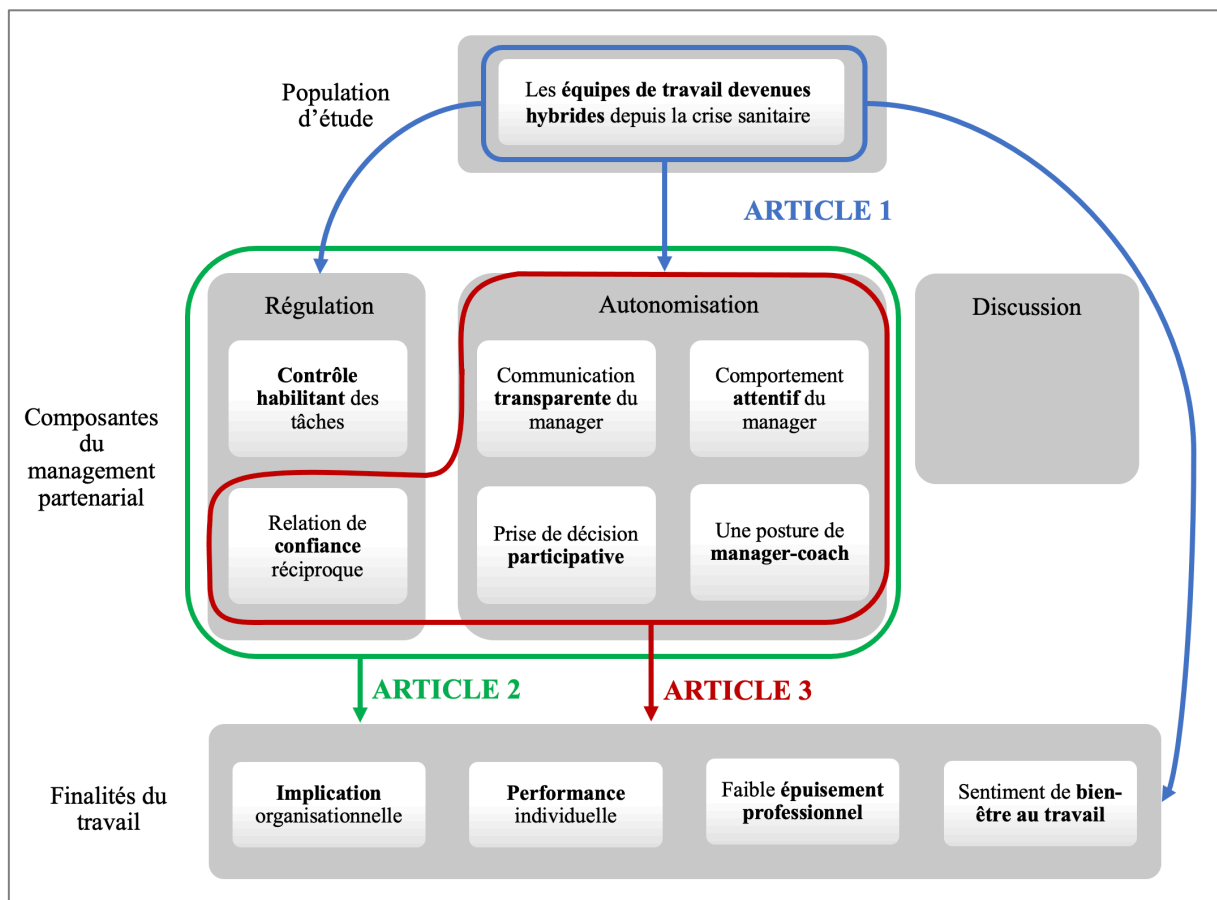 Population
d'étude
Les équipes de travail devenues
hybrides depuis la crise sanitaire
ARTICLE 1
Composantes
du
management
partenarial
Régulation
Contrôle
habilitant des
tâches
Relation de
confiance
réciproque
Autonomisation
Communication
transparente du
manager
Comportement
attentif du
manager
Prise de décision
participative
Une posture de
manager-coach
Discussion
ARTICLE 2
ARTICLE 3
Finalités du
travail
Implication
organisationnelle
Performance
individuelle
Faible épuisement
professionnel
Sentiment de bien-
être au travail